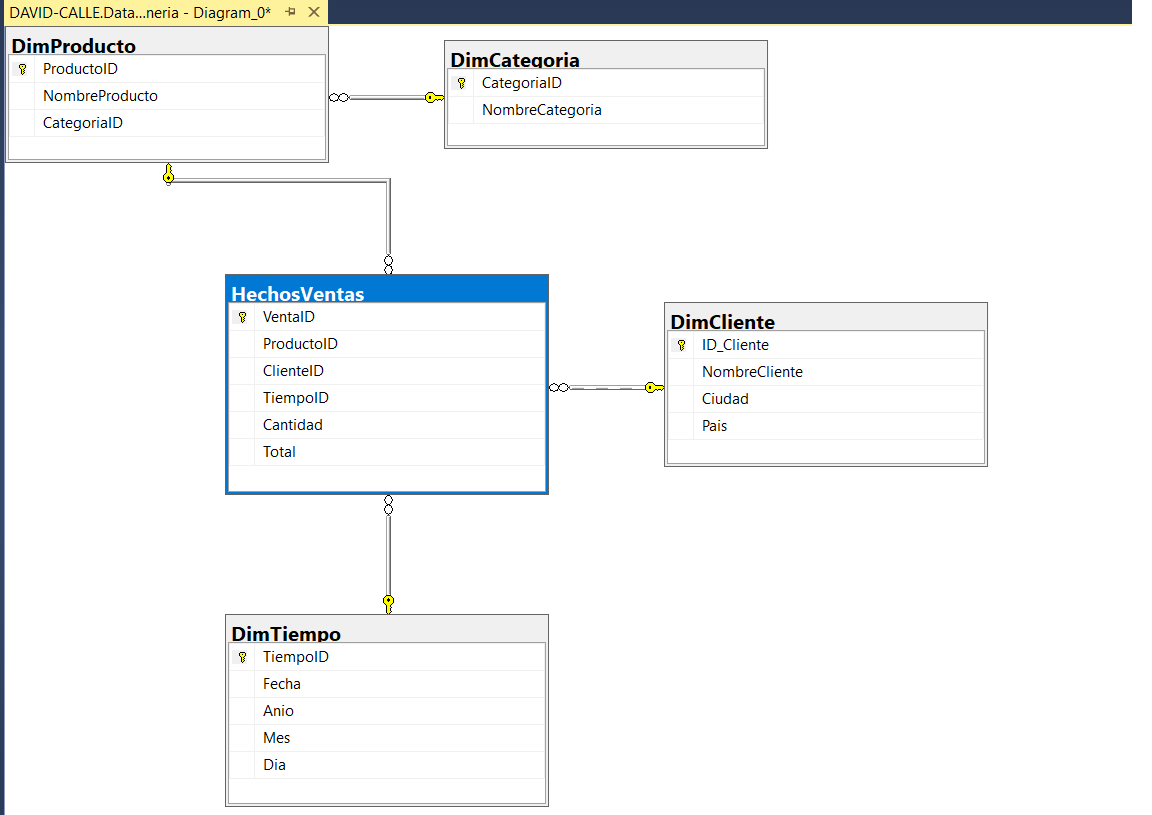 DAVID-CALLE.Data...neria - Diagram_0*
DimProducto
ProductoID
NombreProducto
CategoriaID
DimCategoria
CategoriaID
NombreCategoria
HechosVentas
VentaID
ProductoID
ClienteID
TiempoID
Cantidad
Total
DimCliente
ID_Cliente
NombreCliente
Ciudad
Pais
DimTiempo
TiempoID
Fecha
Anio
Mes
Dia